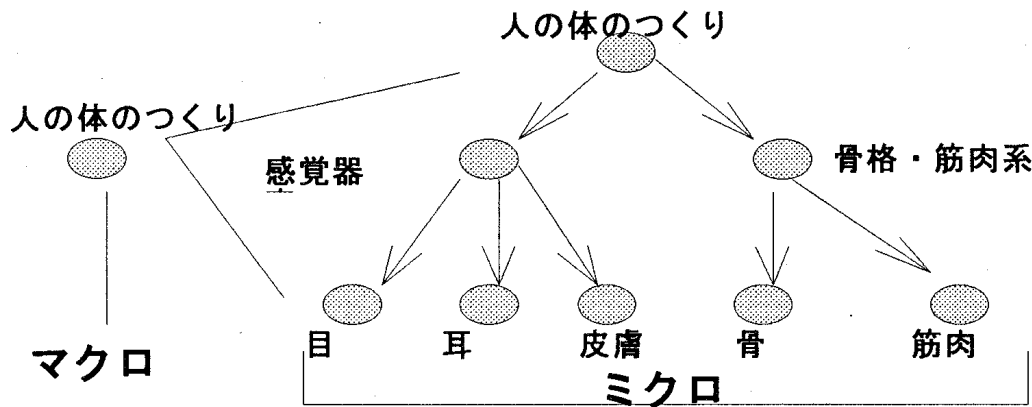 人の体のつくり
人の体のつくり
感覚器
骨格・筋肉系
目
耳
皮膚
骨
筋肉
マクロ
ミクロ